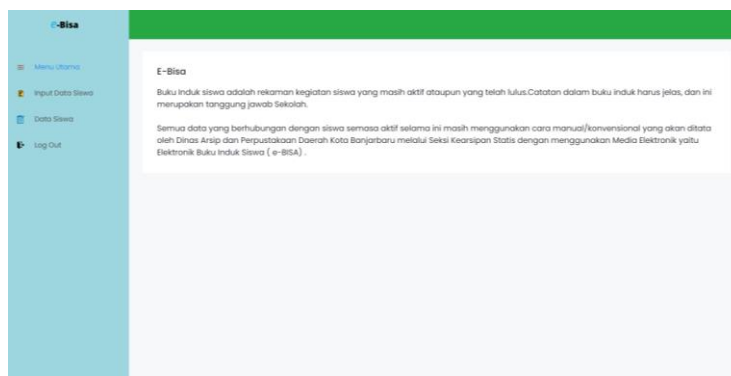 e-Bisa
Menu Utama
Input Data Siswa
Data Siswa
Log Out
E-Bisa
Buku Induk siswa adalah rekaman kegiatan siswa yang masih aktif ataupun yang telah lulus.Catatan dalam buku induk harus jelas, dan ini
merupakan tanggung jawab Sekolah.
Semua data yang berhubungan dengan siswa semasa aktif selama ini masih menggunakan cara manual/konvensional yang akan ditata
oleh Dinas Arsip dan Perpustakaan Daerah Kota Banjarbaru melalui Seksi Kearsipan Statis dengan menggunakan Media Elektronik yaitu
Elektronik Buku Induk Siswa ( e-BISA) .